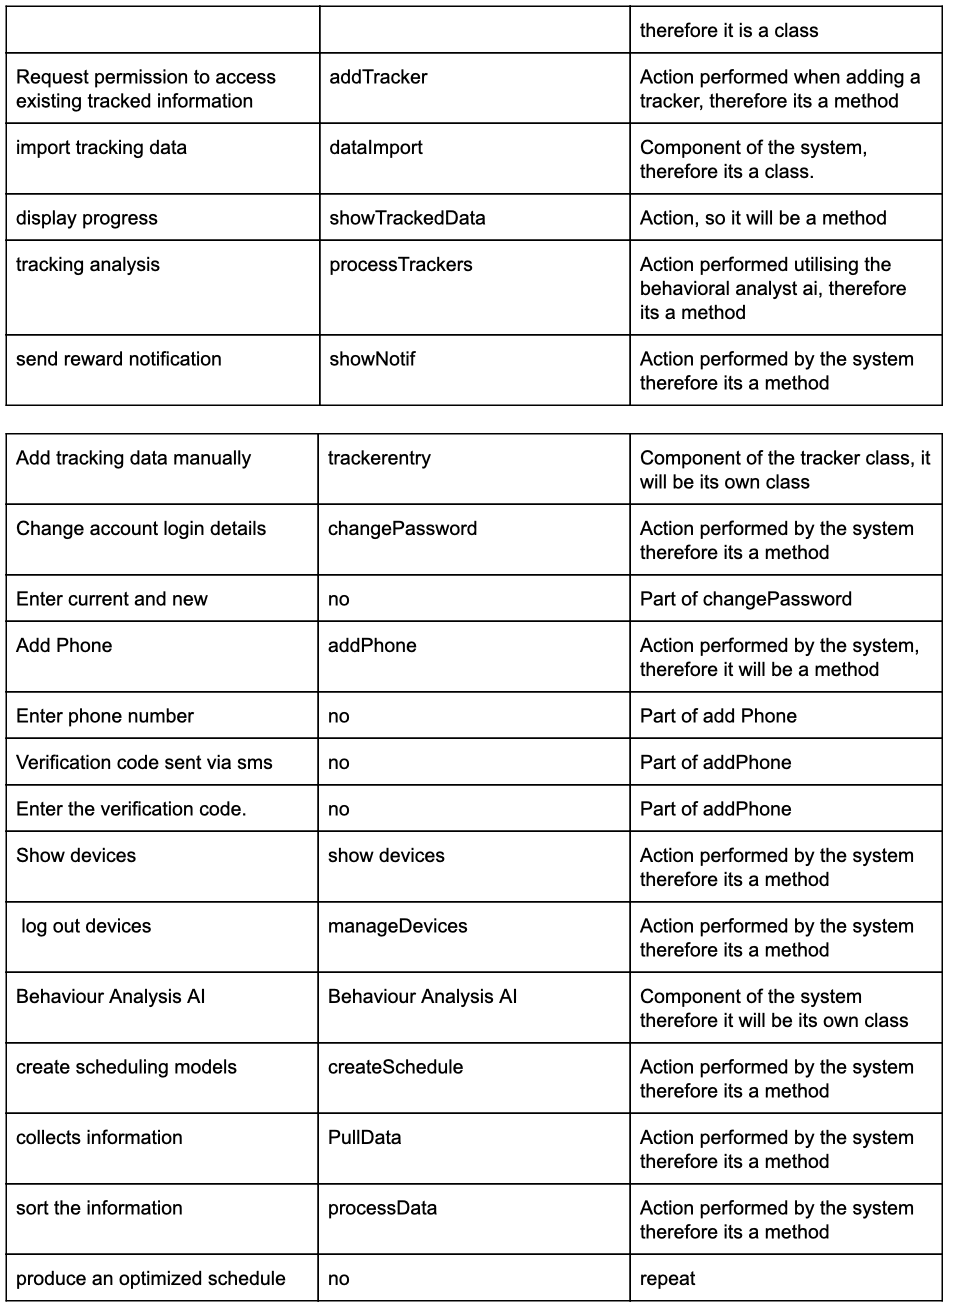 therefore it is a class
Request permission to access addTracker Action performed when adding a
existing tracked information tracker, therefore its a method
import tracking data dataImport Component of the system,
therefore its a class.
display progress showTrackedData Action, so it will be a method
tracking analysis processTrackers Action performed utilising the
behavioral analyst ai, therefore
its a method
send reward notification showNotif Action performed by the system
therefore its a method
Add tracking data manually trackerentry Component of the tracker class, it
will be its own class
Change account login details changePassword Action performed by the system
therefore its a method
Enter current and new no Part of changePassword
Add Phone addPhone Action performed by the system,
therefore it will be a method
Enter phone number no Part of add Phone
Verification code sent via sms no Part of addPhone
Enter the verification code. no Part of addPhone
Show devices show devices Action performed by the system
therefore its a method
log out devices manageDevices Action performed by the system
therefore its a method
Behaviour Analysis AI Behaviour Analysis AI Component of the system
therefore it will be its own class
create scheduling models createSchedule Action performed by the system
therefore its a method
collects information PullData Action performed by the system
therefore its a method
sort the information processData Action performed by the system
therefore its a method
produce an optimized schedule no repeat